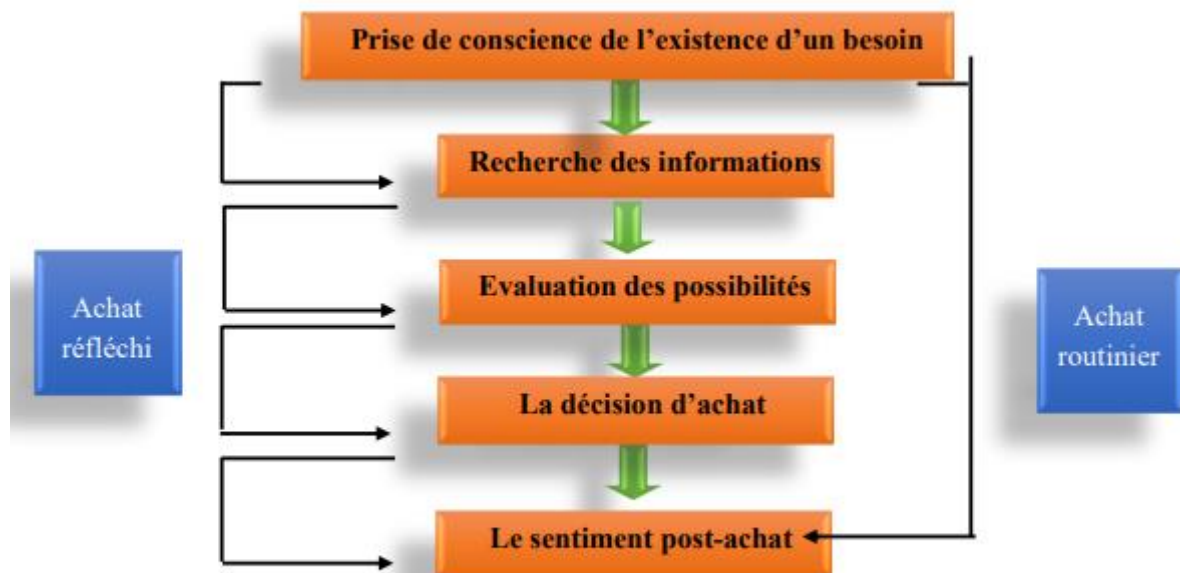 Prise de conscience de l’existence d’un besoin
Recherche des informations
Evaluation des possibilités
Achat
réfléchi
Achat
routinier
La décision d’achat
Le sentiment post-achat